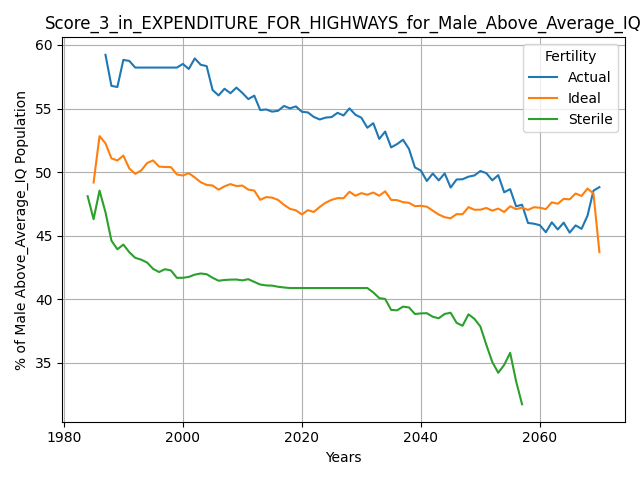 Score_3_in_EXPENDITURE_FOR_HIGHWAYS_for_Male_Above_Average_IQ
% of Male Above_Average_IQ Population
60
55
50
45
40
35
Fertility
Actual
Ideal
Sterile
1980
2000
2020
2040
2060
Years